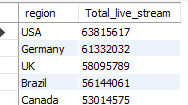 region Total_live_stream
USA 63815617
Germany 61332032
UK 58095789
Brazil 56144061
Canada 53014575